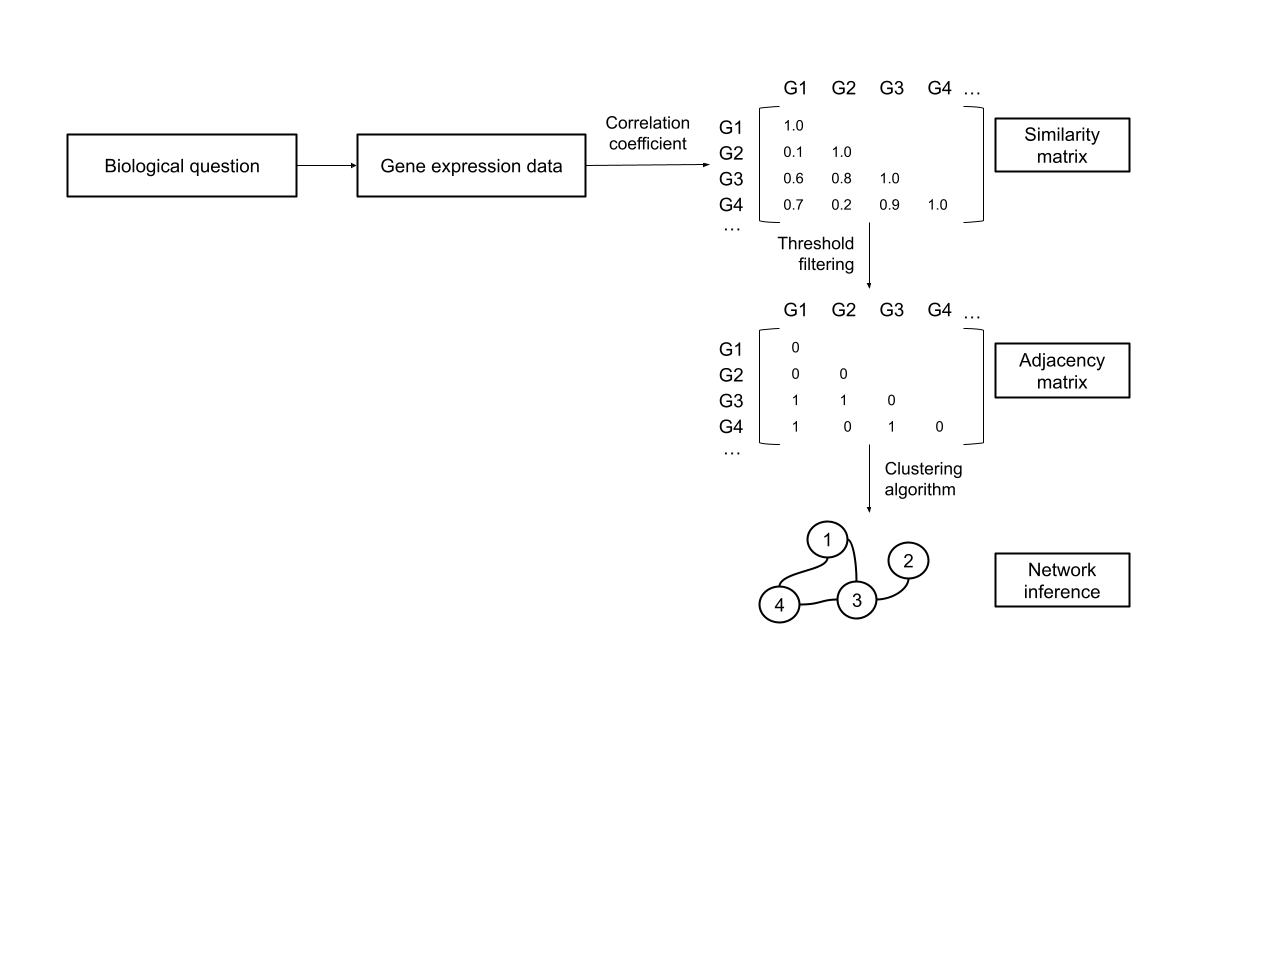 Biological question
Gene expression data
Correlation
coefficient
G1 G2 G3 G4 ...
G1 1.0
G2 0.1 1.0
G3 0.6 0.8 1.0
G4 0.7 0.2 0.9 1.0
...
Similarity
matrix
Threshold
filtering
G1 G2 G3 G4 ...
G1 0
G2 0 0
G3 1 1 0
G4 1 0 1 0
...
Adjacency
matrix
Clustering
algorithm
1
2
4
3
Network
inference